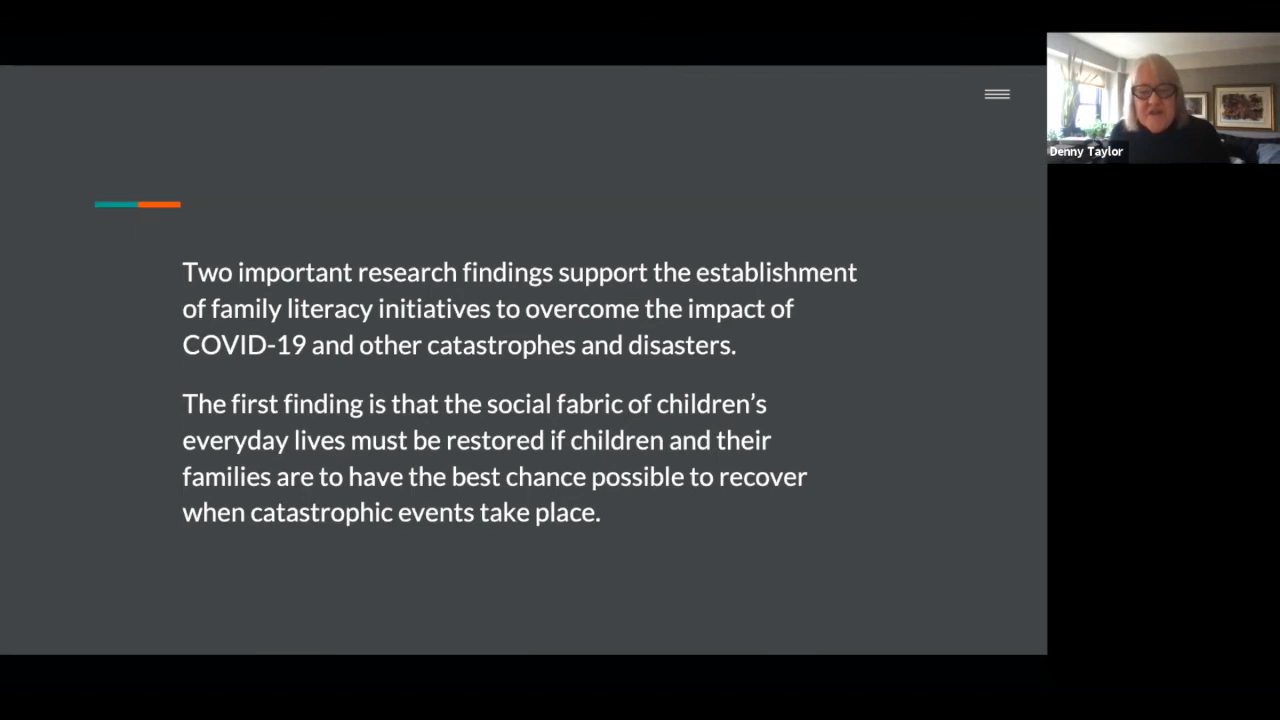 Two important research findings support the establishment
of family literacy initiatives to overcome the impact of
COVID-19 and other catastrophes and disasters.
The first finding is that the social fabric of children’s
everyday lives must be restored if children and their
families are to have the best chance possible to recover
when catastrophic events take place.
Denny Taylor